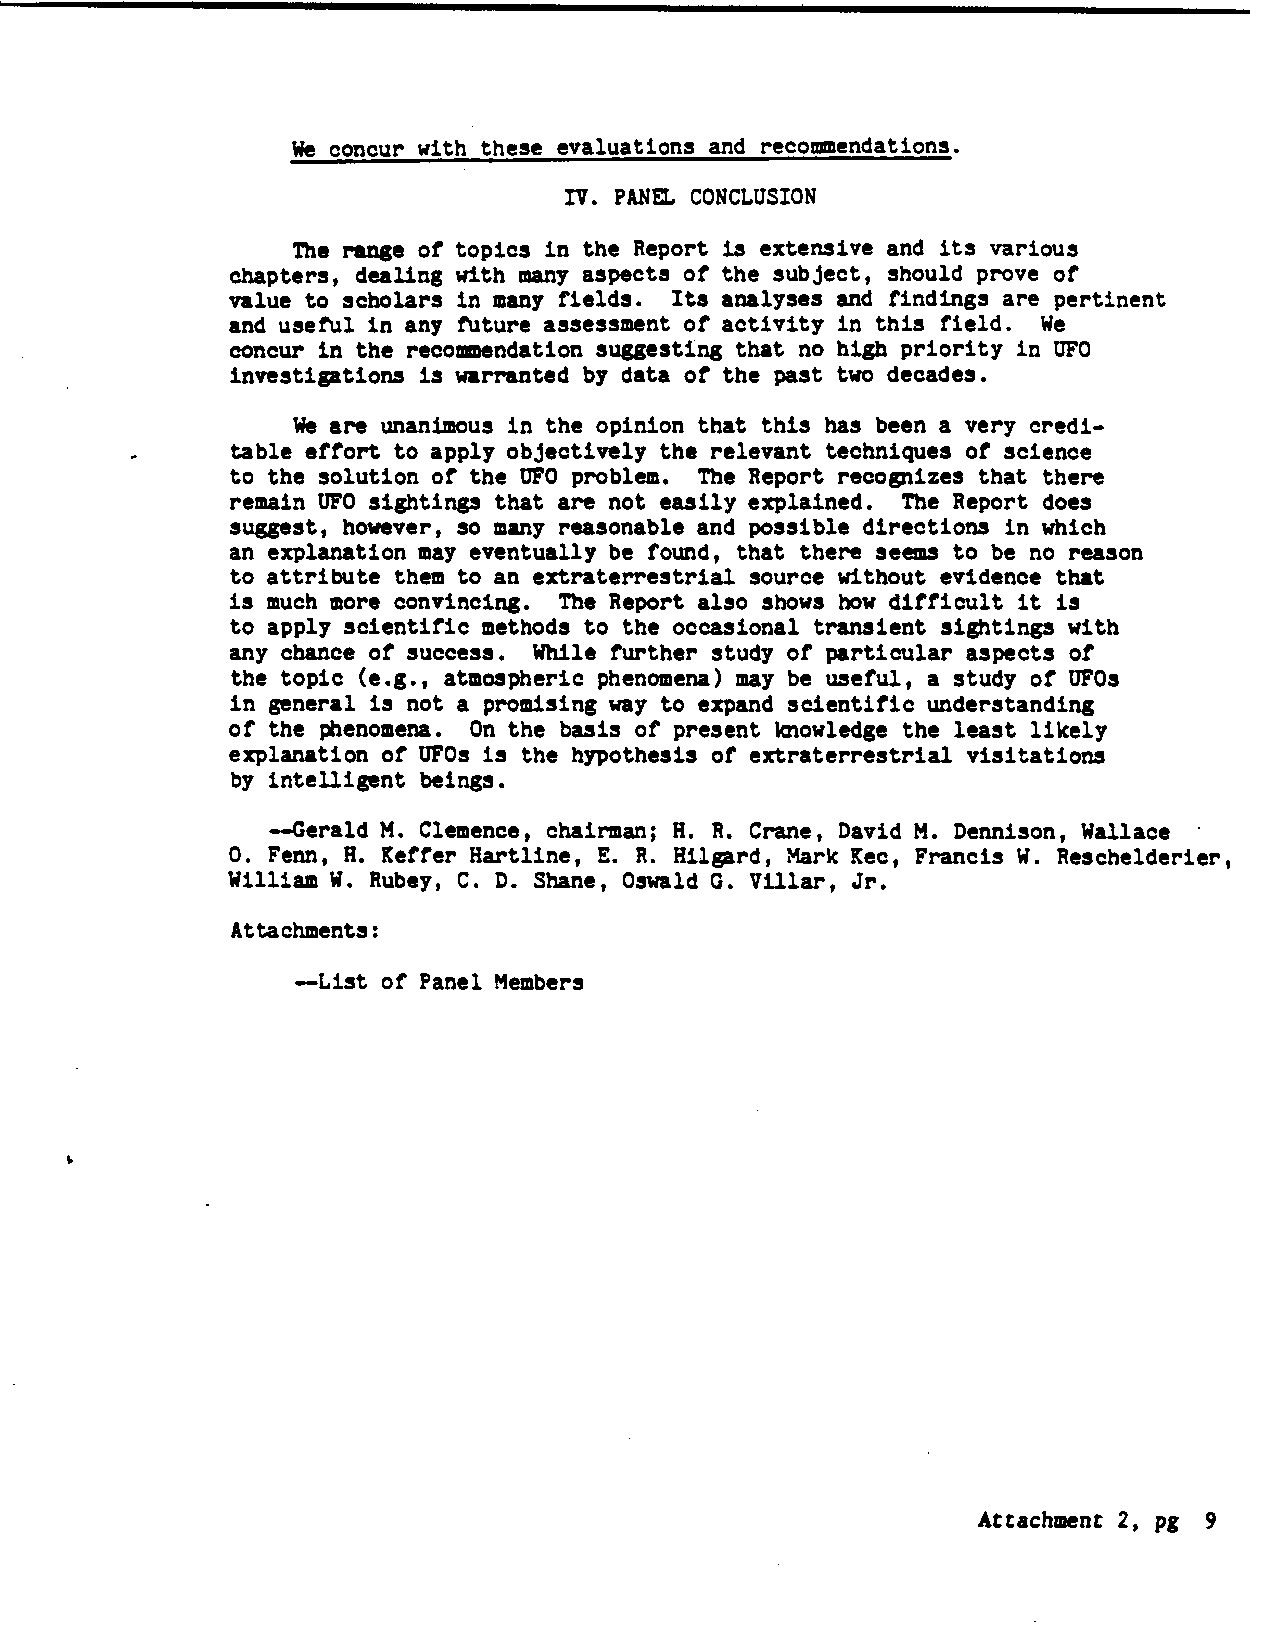 We concur with these evaluations and recommendations.
IV. PANEL CONCLUSION
The range of topics in the Report is extensive and its various
chapters, dealing with many aspects of the subject, should prove of
value to scholars in many fields. Its analyses and findings are pertinent
and useful in any future assessment of activity in this field. We
concur in the recommendation suggesting that no high priority in UFO
investigations is warranted by data of the past two decades.
We are unanimous in the opinion that this has been a very credi-
table effort to apply objectively the relevant techniques of science
to the solution of the UFO problem. The Report recognizes that there
remain UFO sightings that are not easily explained. The Report does
suggest, however, so many reasonable and possible directions in which
an explanation may eventually be found, that there seems to be no reason
to attribute them to an extraterrestrial source without evidence that
is much more convincing. The Report also shows how difficult it is
to apply scientific methods to the occasional transient sightings with
any chance of success. While further study of particular aspects of
the topic (e.g., atmospheric phenomena) may be useful, a study of UFOs
in general is not a promising way to expand scientific understanding
of the phenomena. On the basis of present knowledge the least likely
explanation of UFOs is the hypothesis of extraterrestrial visitations
by intelligent beings.
--Gerald M. Clemence, chairman; H. R. Crane, David M. Dennison, Wallace
O. Fenn, H. Keffer Hartline, E. R. Hilgard, Mark Kec, Francis W. Reschelderier,
William W. Rubey, C. D. Shane, Oswald G. Villar, Jr.
Attachments:
--List of Panel Members
Attachment 2, pg 9